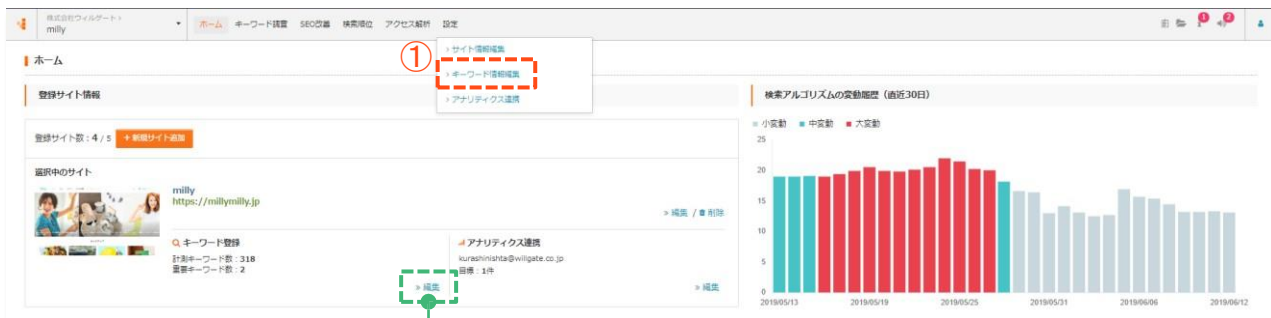 株式会社ウィルゲート
milly
ホーム キーワード調査 SEO改善 検索順位 アクセス解析 設定
1
2
› サイト情報編集
①
› キーワード情報編集
› アナリティクス連携
ホーム
登録サイト情報
登録サイト数：4 / 5 ＋新規サイト追加
選択中のサイト
milly
https://millymilly.jp
» 編集 / 削除
キーワード登録
計測キーワード数：318
重要キーワード数：2
» 編集
アナリティクス連携
kurashinishta@willgate.co.jp
目標：1件
» 編集
検索アルゴリズムの変動履歴（直近30日）
小変動 中変動 大変動
25
20
15
10
5
0
2019/05/13 2019/05/19 2019/05/25 2019/05/31 2019/06/06 2019/06/12